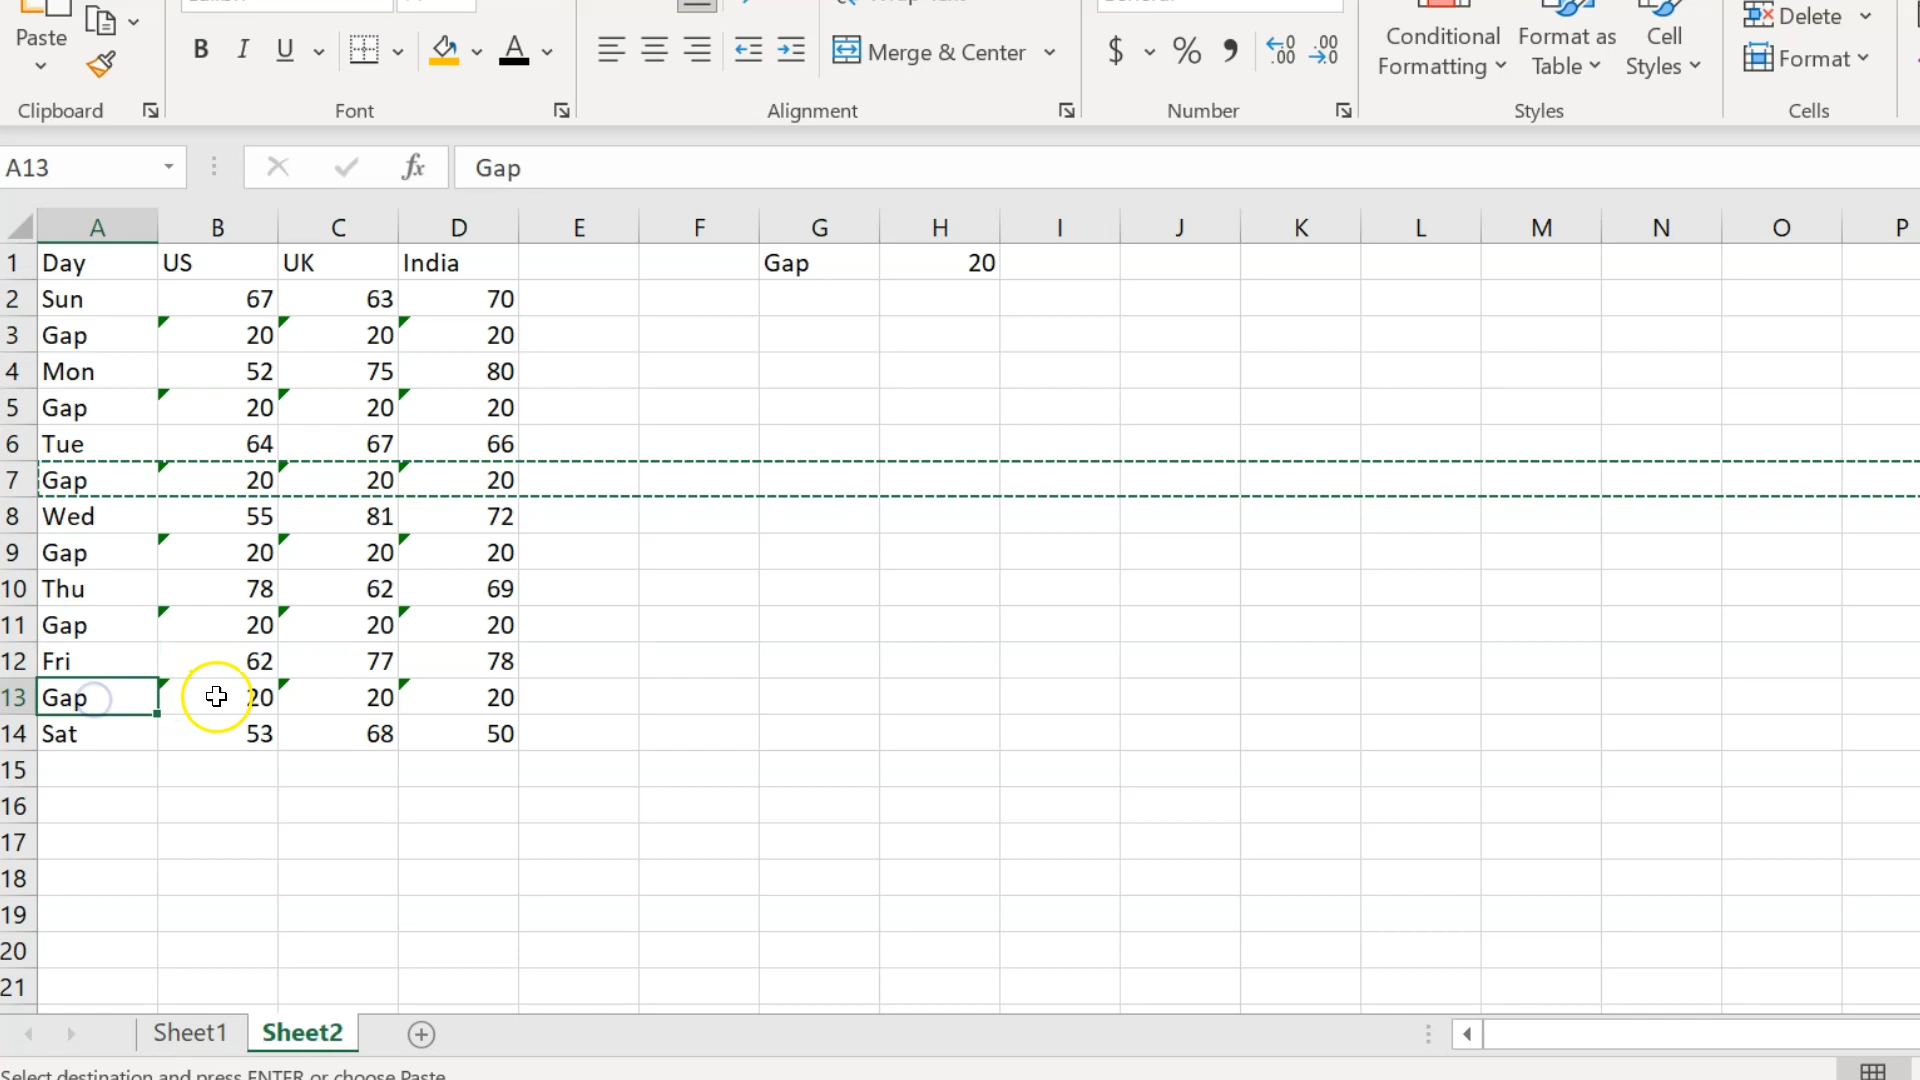 Paste
B I U A
Merge & Center
$ % 9 .00 .00
Conditional Formatting
Format as Table
Cell Styles
Delete
Format
Clipboard Font Alignment Number Styles Cells
A13 fx Gap
A B C D E F G H I J K L M N O P
1 Day US UK India Gap 20
2 Sun 67 63 70
3 Gap 20 20 20
4 Mon 52 75 80
5 Gap 20 20 20
6 Tue 64 67 66
7 Gap 20 20 20
8 Wed 55 81 72
9 Gap 20 20 20
10 Thu 78 62 69
11 Gap 20 20 20
12 Fri 62 77 78
13 Gap 20 20 20
14 Sat 53 68 50
15
16
17
18
19
20
21
Sheet1 Sheet2
Select destination and press ENTER or choose Paste